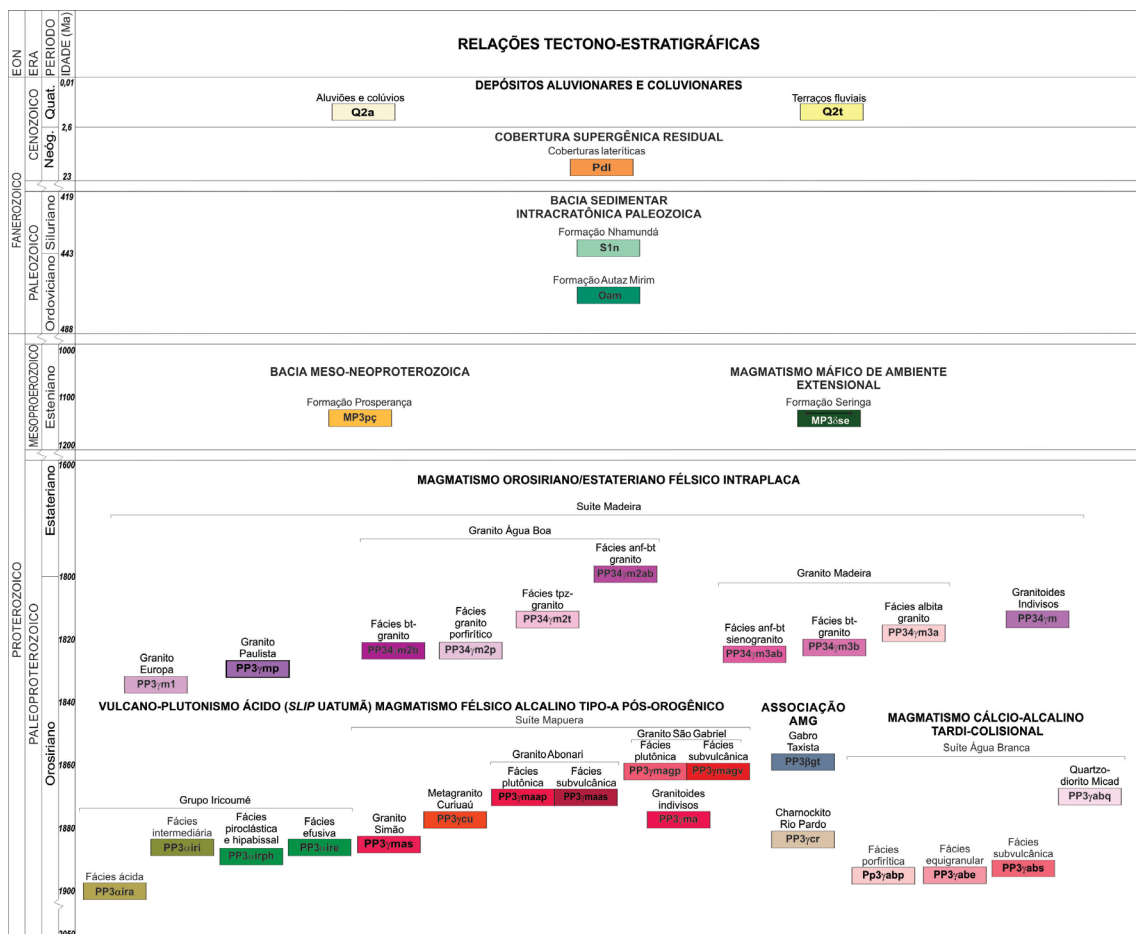 RELAÇÕES TECTONO-ESTRATIGRÁFICAS
EON
ERA
PERIODO
IDADE (Ma)
FANEROZOICO
CENOZOICO
Quat.
Neóg.
0,01
2,6
23
DEPÓSITOS ALUVIONARES E COLUVIONARES
Aluviões e colúvios
Q2a
Terraços fluviais
Q2t
COBERTURA SUPERGÊNICA RESIDUAL
Coberturas lateríticas
Pdl
PALEOZOICO
Siluriano
Ordoviciano
419
443
488
BACIA SEDIMENTAR
INTRACRATÔNICA PALEOZOICA
Formação Nhamundá
S1n
Formação Autaz Mirim
Oam
PROTEROZOICO
MESOPROEROZOICO
Esteniano
1000
1100
1200
BACIA MESO-NEOPROTEROZOICA
Formação Prosperança
MP3pç
MAGMATISMO MÁFICO DE AMBIENTE
EXTENSIONAL
Formação Seringa
MP3δse
PALEOPROTEROZOICO
Estateriano
Orosiriano
1600
1800
1820
1840
1860
1880
1900
2050
MAGMATISMO OROSIRIANO/ESTATERIANO FÉLSICO INTRAPLACA
Suíte Madeira
Granito Água Boa
Fácies anf-bt
granito
PP34γm2ab
Fácies tpz-
granito
PP34γm2t
Fácies
granito
porfirítico
PP34γm2p
Fácies bt-
granito
PP34γm2b
Granito
Paulista
PP3γmp
Granito
Europa
PP3γm1
Granito Madeira
Fácies anf-bt
sienogranito
PP34γm3ab
Fácies bt-
granito
PP34γm3b
Fácies albita
granito
PP34γm3a
Granitoides
Indivisos
PP34γm
VULCANO-PLUTONISMO ÁCIDO (SLIP UATUMÃ) MAGMATISMO FÉLSICO ALCALINO TIPO-A PÓS-OROGÊNICO
Suíte Mapuera
Grupo Iricoumé
Fácies ácida
PP3αira
Fácies
intermediária
PP3αiri
Fácies
piroclástica
e hipabissal
PP3αirph
Fácies
efusiva
PP3αire
Granito
Simão
PP3γmas
Metagranito
Curiuaú
PP3γcu
Granito Abonari
Fácies
plutônica
PP3γmaap
Fácies
subvulcânica
PP3γmaas
Granito São Gabriel
Fácies
plutônica
PP3γmagp
Fácies
subvulcânica
PP3γmagv
Granitoides
indivisos
PP3γma
ASSOCIAÇÃO
AMG
Gabro
Taxista
PP3βgt
Charnockito
Rio Pardo
PP3γcr
MAGMATISMO CÁLCIO-ALCALINO
TARDI-COLISIONAL
Suíte Água Branca
Quartzo-
diorito Micad
PP3γabq
Fácies
porfirítica
Pp3γabp
Fácies
equigranular
PP3γabe
Fácies
subvulcânica
PP3γabs